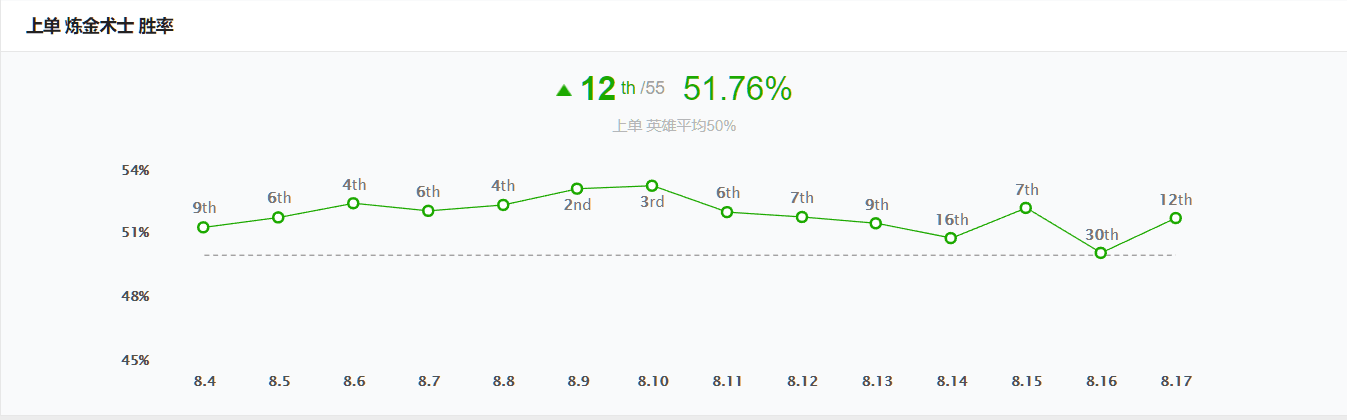 上单 炼金术士 胜率
▲ 12 th /55 51.76%
上单 英雄平均50%
54%
9th 6th 4th 6th 4th 2nd 3rd 6th 7th 9th 16th 7th 30th 12th
51%
48%
45%
8.4 8.5 8.6 8.7 8.8 8.9 8.10 8.11 8.12 8.13 8.14 8.15 8.16 8.17